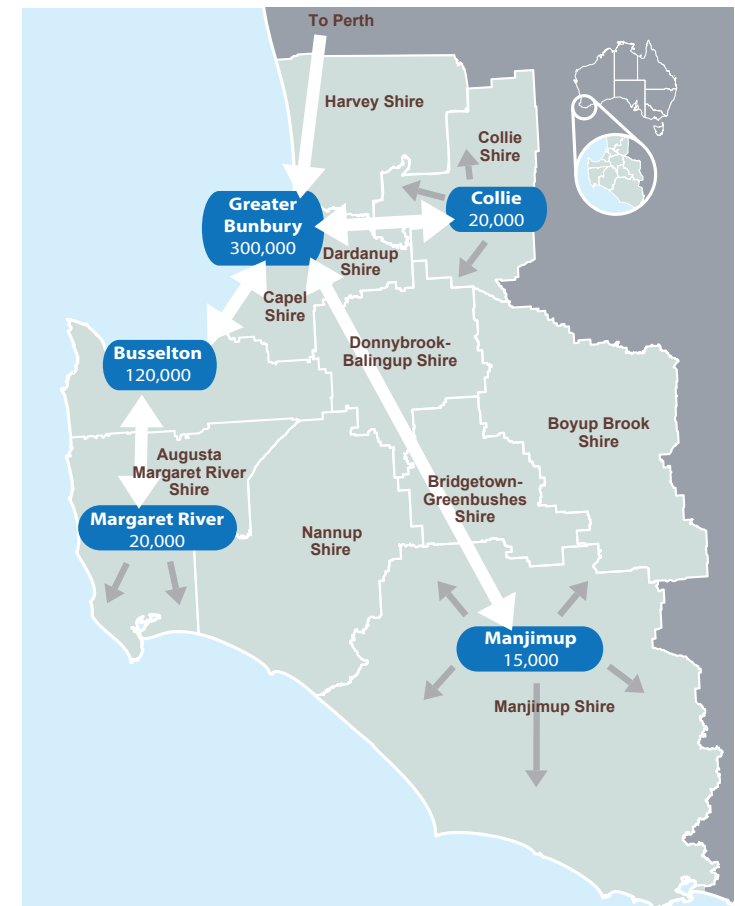 To Perth
Harvey Shire
Collie
Shire
Greater
Bunbury
300,000
Collie
20,000
Dardanup
Shire
Capel
Shire
Donnybrook-
Balingup Shire
Busselton
120,000
Boyup Brook
Shire
Augusta
Margaret River
Shire
Bridgetown-
Greenbushes
Shire
Margaret River
20,000
Nannup
Shire
Manjimup
15,000
Manjimup Shire